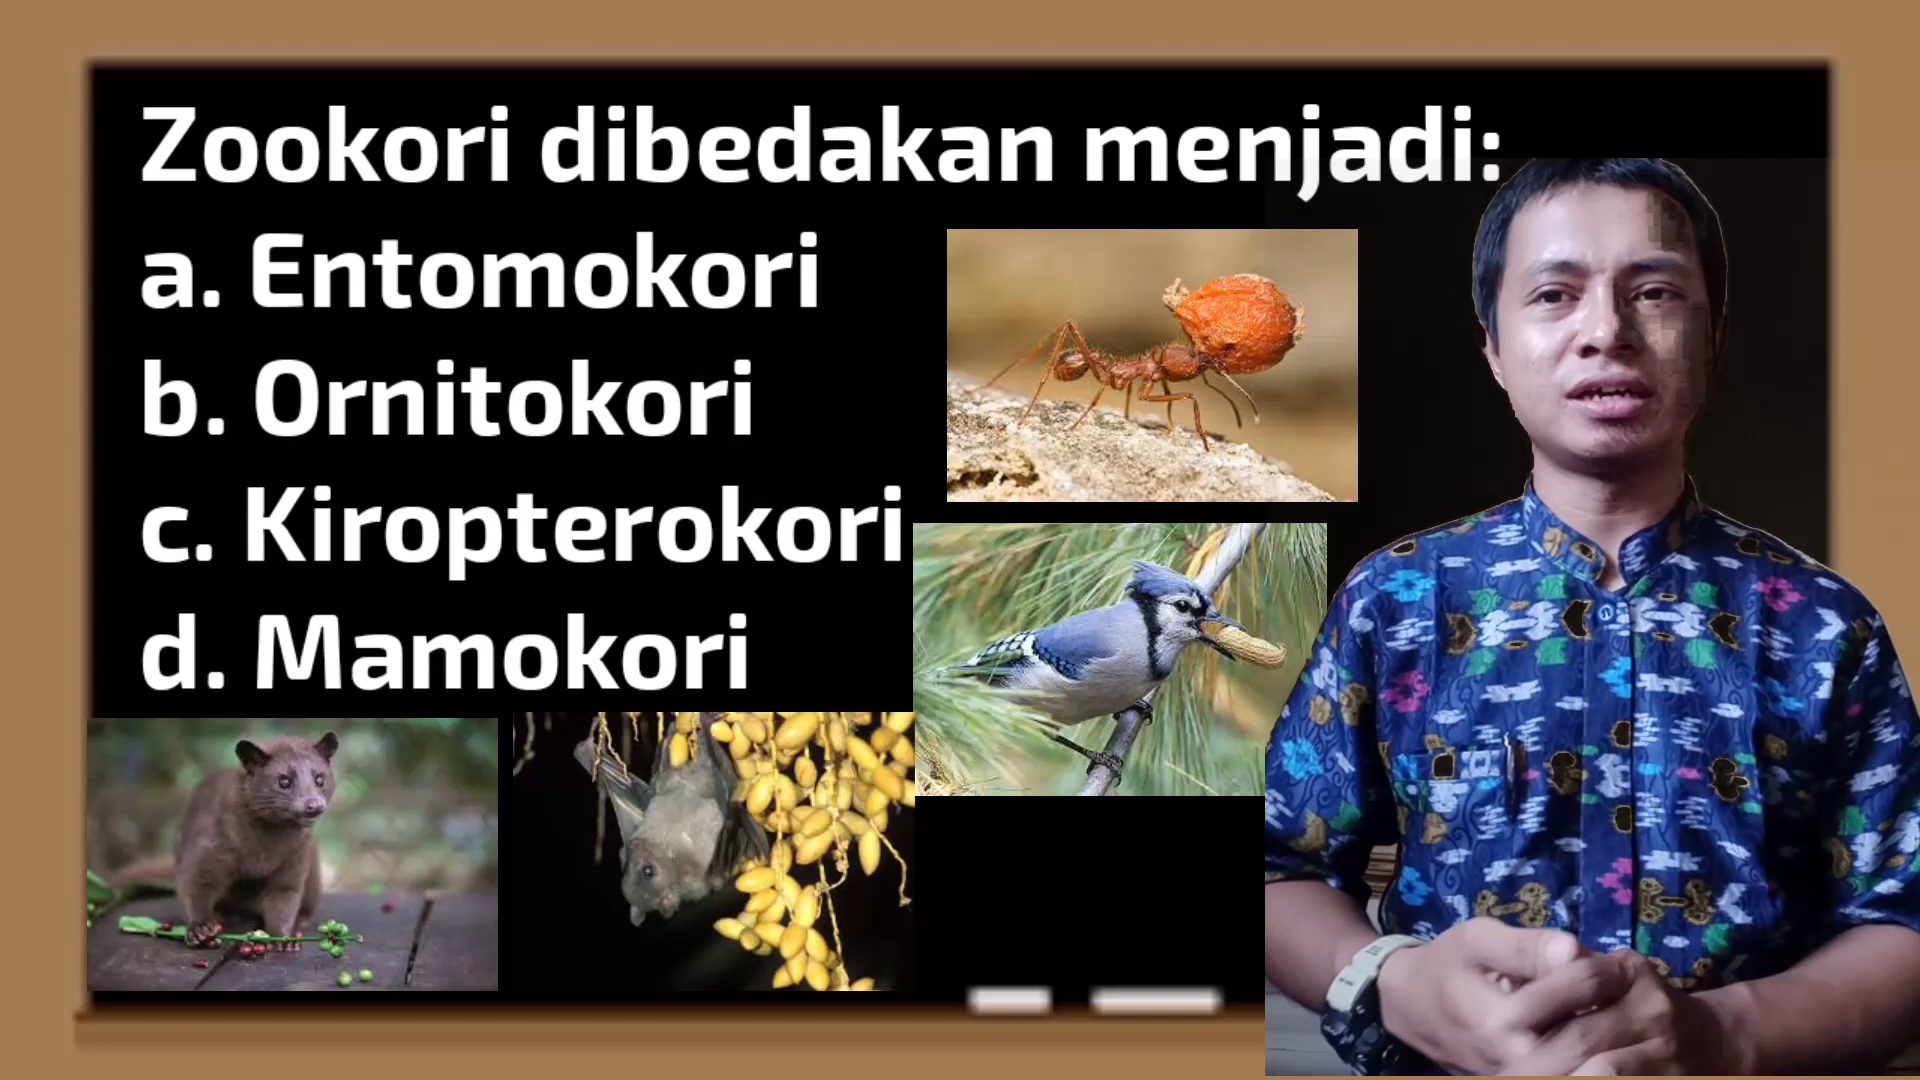 Zookori dibedakan menjadi:
a. Entomokori
b. Ornitokori
c. Kiropterokori
d. Mamokori